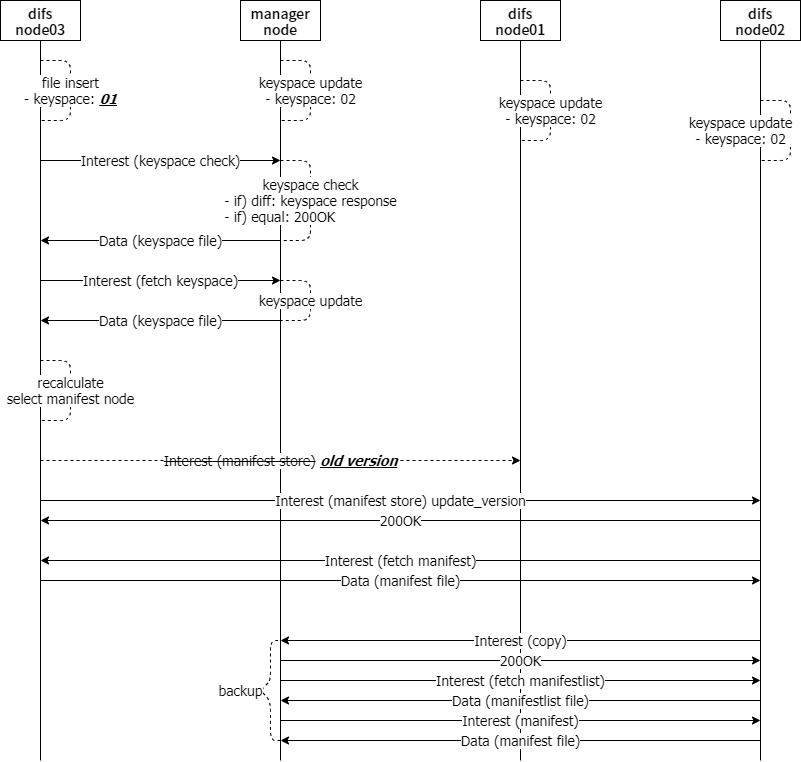 difs
node03
manager
node
difs
node01
difs
node02
file insert
- keyspace: 01
keyspace update
- keyspace: 02
keyspace update
- keyspace: 02
keyspace update
- keyspace: 02
Interest (keyspace check)
keyspace check
- if) diff: keyspace response
- if) equal: 200OK
Data (keyspace file)
Interest (fetch keyspace)
keyspace update
Data (keyspace file)
recalculate
select manifest node
Interest (manifest store) old version
Interest (manifest store) update_version
200OK
Interest (fetch manifest)
Data (manifest file)
Interest (copy)
200OK
Interest (fetch manifestlist)
backup
Data (manifestlist file)
Interest (manifest)
Data (manifest file)